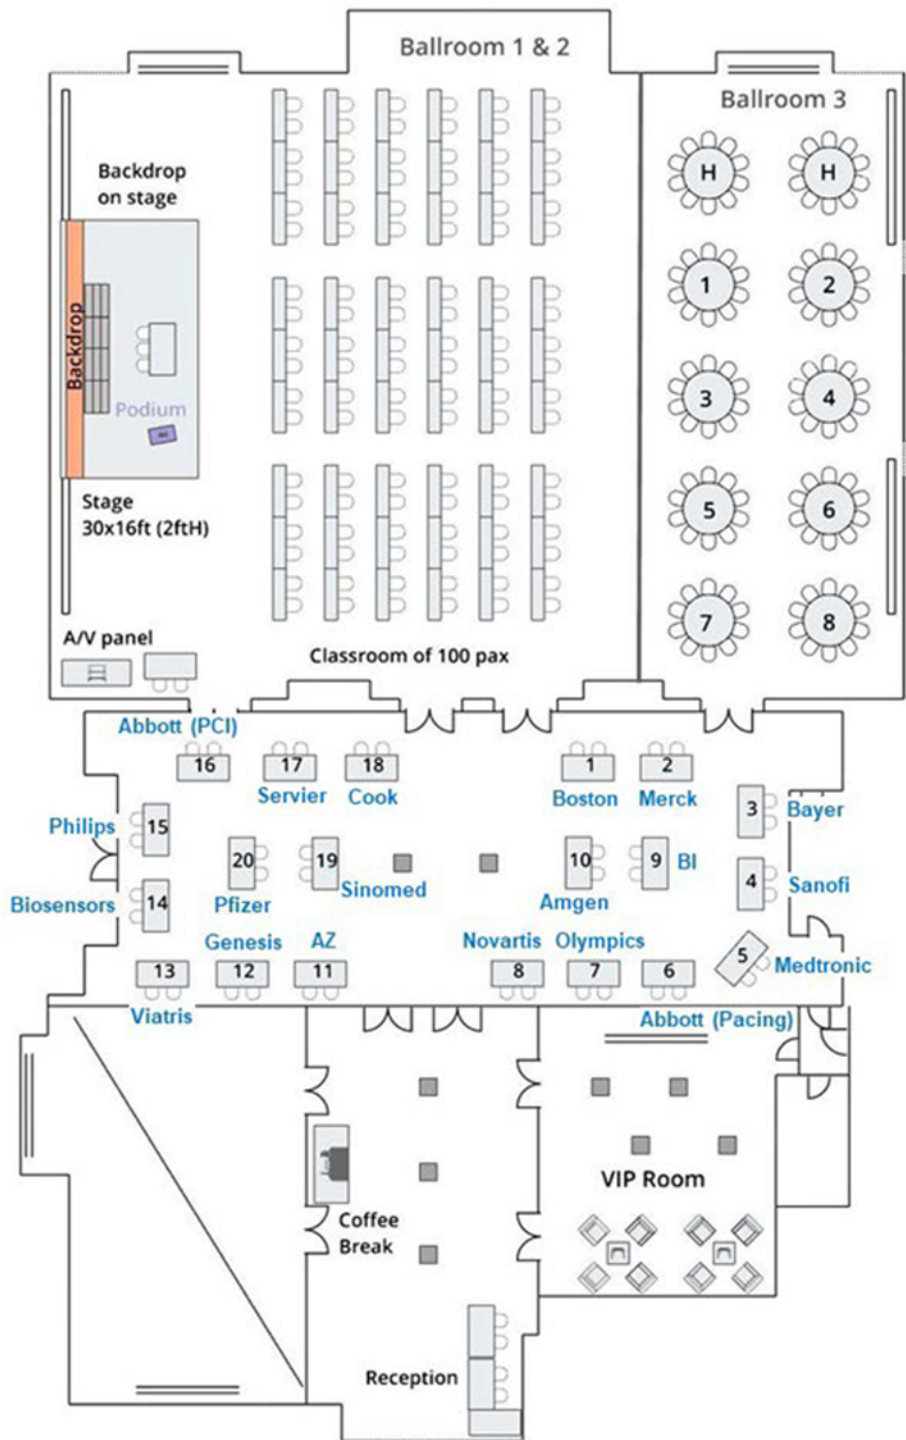 Ballroom 1 & 2
Ballroom 3
Backdrop
on stage
H
H
1
2
Backdrop
Podium
3
4
Stage
30x16ft (2ftH)
5
6
7
8
A/V panel
Classroom of 100 pax
Abbott (PCI)
16
17
18
1
2
Servier
Cook
Boston
Merck
3
Bayer
Philips
15
20
19
10
9
BI
Sinomed
4
Sanofi
Biosensors
14
Pfizer
Amgen
Genesis
AZ
Novartis
Olympics
5
Medtronic
13
12
11
8
7
6
Viatris
Abbott (Pacing)
VIP Room
Coffee
Break
Reception